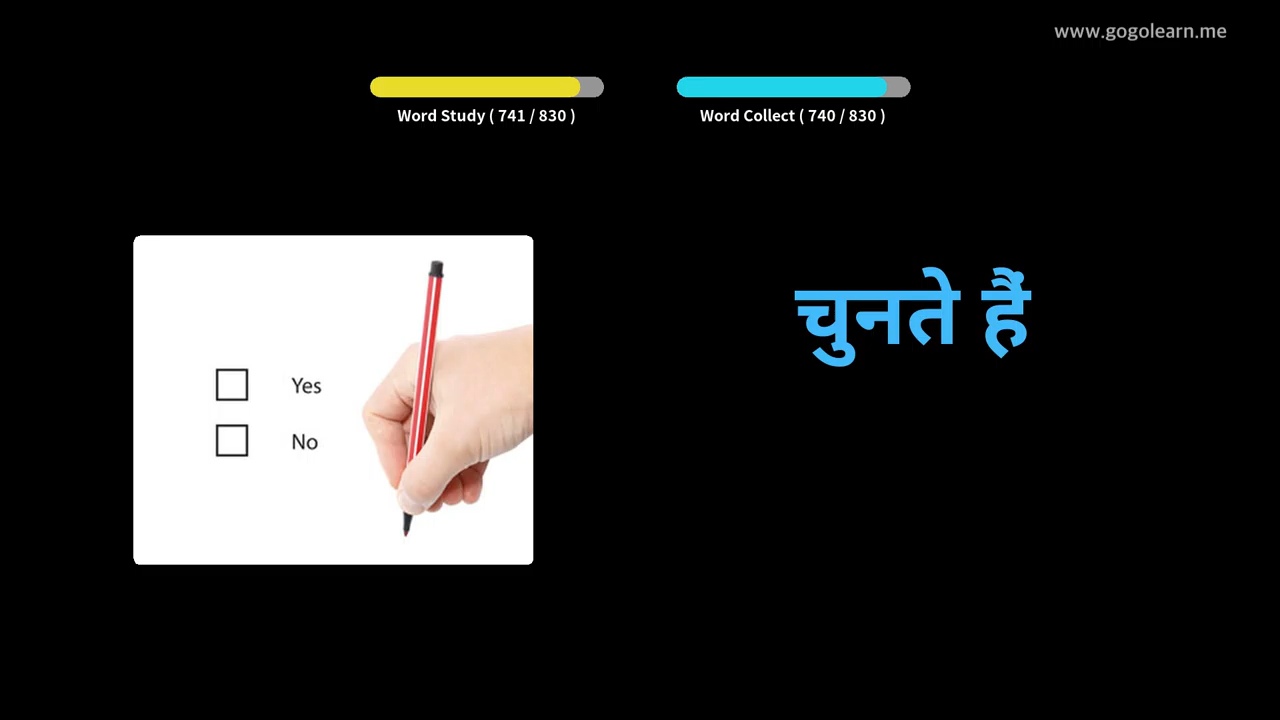 www.gogolearn.me
Word Study ( 741 / 830 )
Word Collect ( 740 / 830 )
चुनते हैं
Yes
No